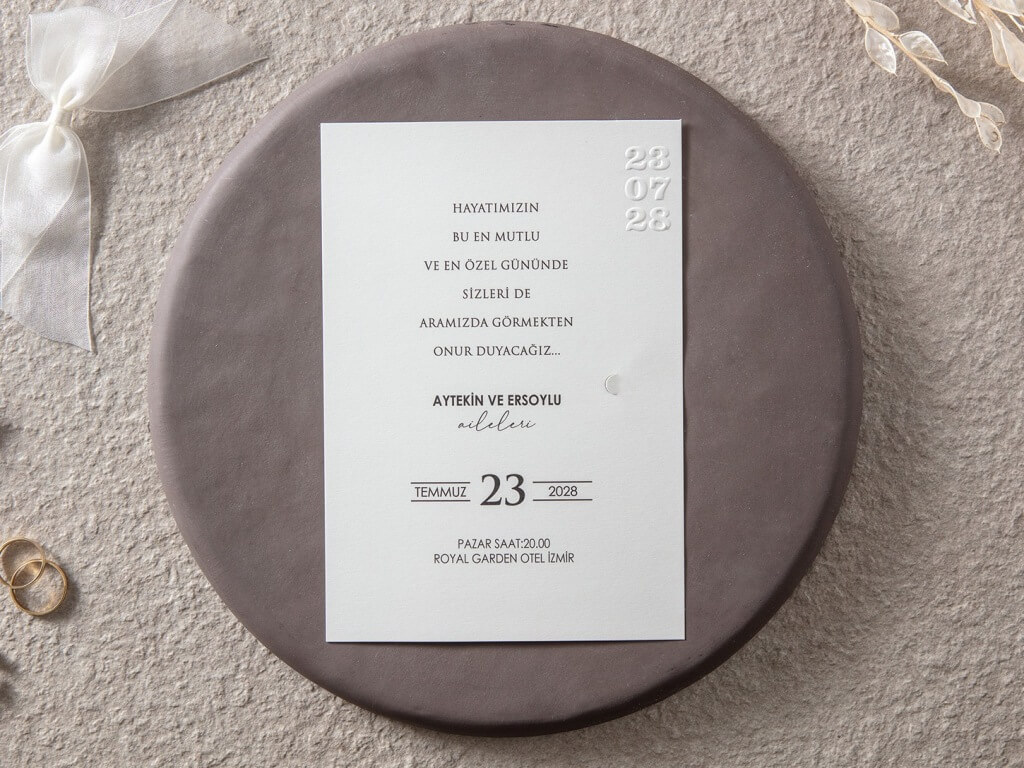 23
07
28
HAYATIMIZIN
BU EN MUTLU
VE EN ÖZEL GÜNÜNDE
SİZLERİ DE
ARAMIZDA GÖRMEKTEN
ONUR DUYACAĞIZ...
AYTEKİN VE ERSOYLU
aileleri
TEMMUZ 23 2028
PAZAR SAAT:20.00
ROYAL GARDEN OTEL İZMİR